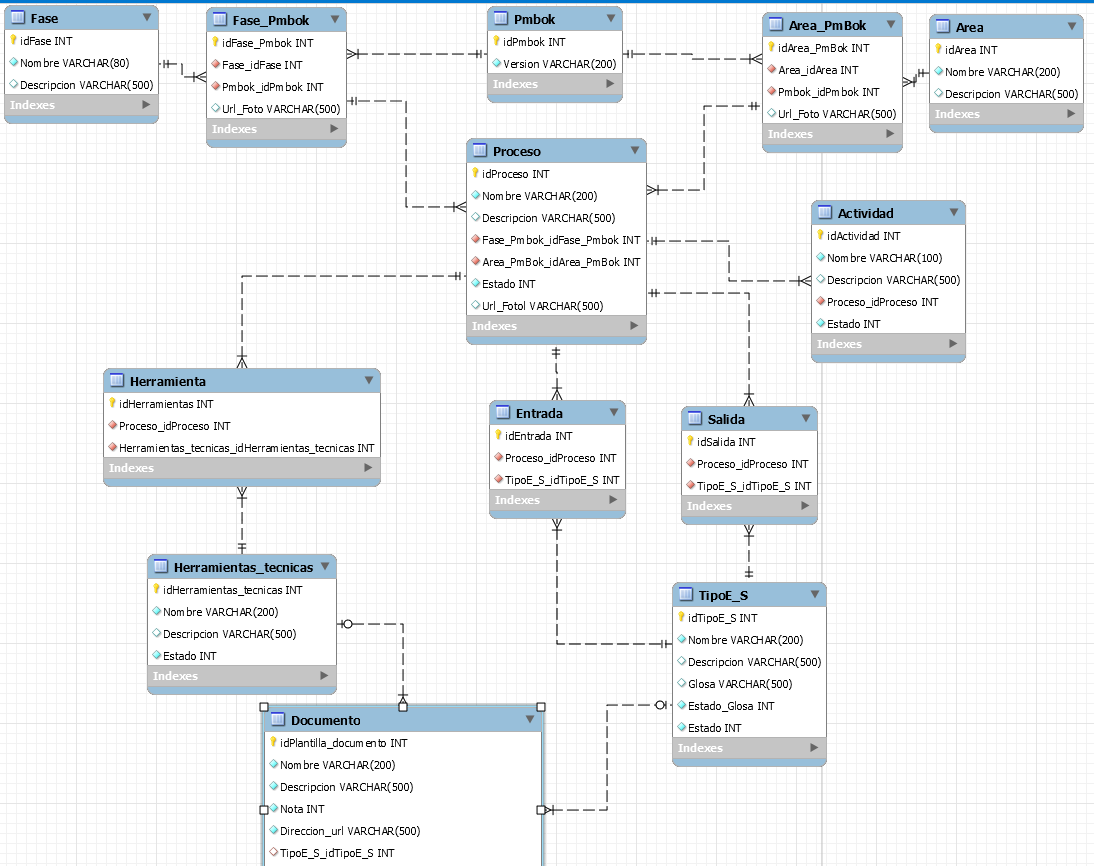 Fase
idFase INT
Nombre VARCHAR(80)
Descripcion VARCHAR(500)
Indexes
Fase_Pmbok
idFase_Pmbok INT
Fase_idFase INT
Pmbok_idPmbok INT
Url_Foto VARCHAR(500)
Indexes
Pmbok
idPmbok INT
Version VARCHAR(200)
Indexes
Area_PmBok
idArea_PmBok INT
Area_idArea INT
Pmbok_idPmbok INT
Url_Foto VARCHAR(500)
Indexes
Area
idArea INT
Nombre VARCHAR(200)
Descripcion VARCHAR(500)
Indexes
Proceso
idProceso INT
Nombre VARCHAR(200)
Descripcion VARCHAR(500)
Fase_Pmbok_idFase_Pmbok INT
Area_PmBok_idArea_PmBok INT
Estado INT
Url_Fotol VARCHAR(500)
Indexes
Actividad
idActividad INT
Nombre VARCHAR(100)
Descripcion VARCHAR(500)
Proceso_idProceso INT
Estado INT
Indexes
Herramienta
idHerramientas INT
Proceso_idProceso INT
Herramientas_tecnicas_idHerramientas_tecnicas INT
Indexes
Entrada
idEntrada INT
Proceso_idProceso INT
TipoE_S_idTipoE_S INT
Indexes
Salida
idSalida INT
Proceso_idProceso INT
TipoE_S_idTipoE_S INT
Indexes
Herramientas_tecnicas
idHerramientas_tecnicas INT
Nombre VARCHAR(200)
Descripcion VARCHAR(500)
Estado INT
Indexes
TipoE_S
idTipoE_S INT
Nombre VARCHAR(200)
Descripcion VARCHAR(500)
Glosa VARCHAR(500)
Estado_Glosa INT
Estado INT
Indexes
Documento
idPlantilla_documento INT
Nombre VARCHAR(200)
Descripcion VARCHAR(500)
Nota INT
Direccion_url VARCHAR(500)
TipoE_S_idTipoE_S INT